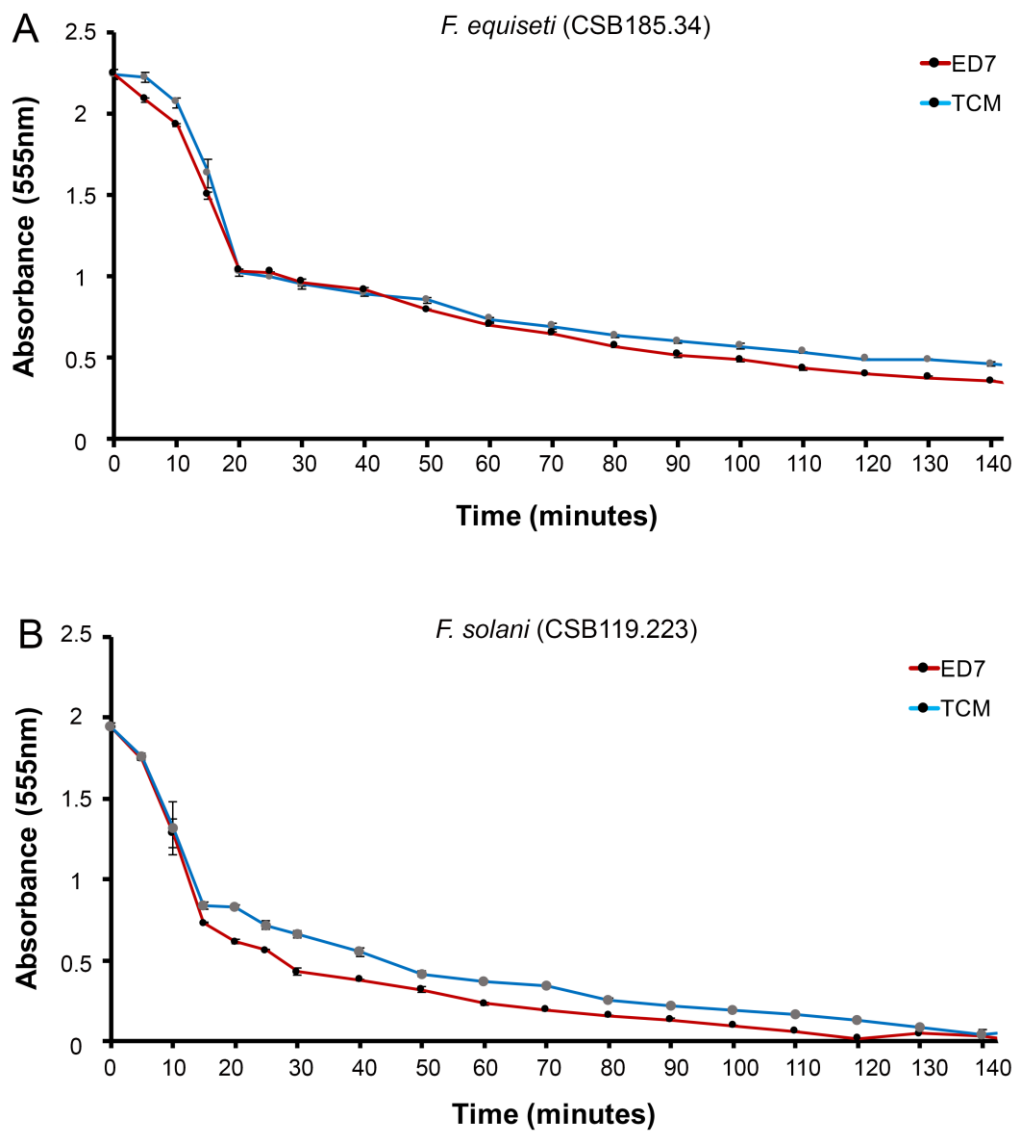 A
F. equiseti (CSB185.34)
2.5
2
1.5
1
0.5
0
Absorbance (555nm)
ED7
TCM
0 10 20 30 40 50 60 70 80 90 100 110 120 130 140
Time (minutes)
B
F. solani (CSB119.223)
2.5
2
1.5
1
0.5
0
Absorbance (555nm)
ED7
TCM
0 10 20 30 40 50 60 70 80 90 100 110 120 130 140
Time (minutes)